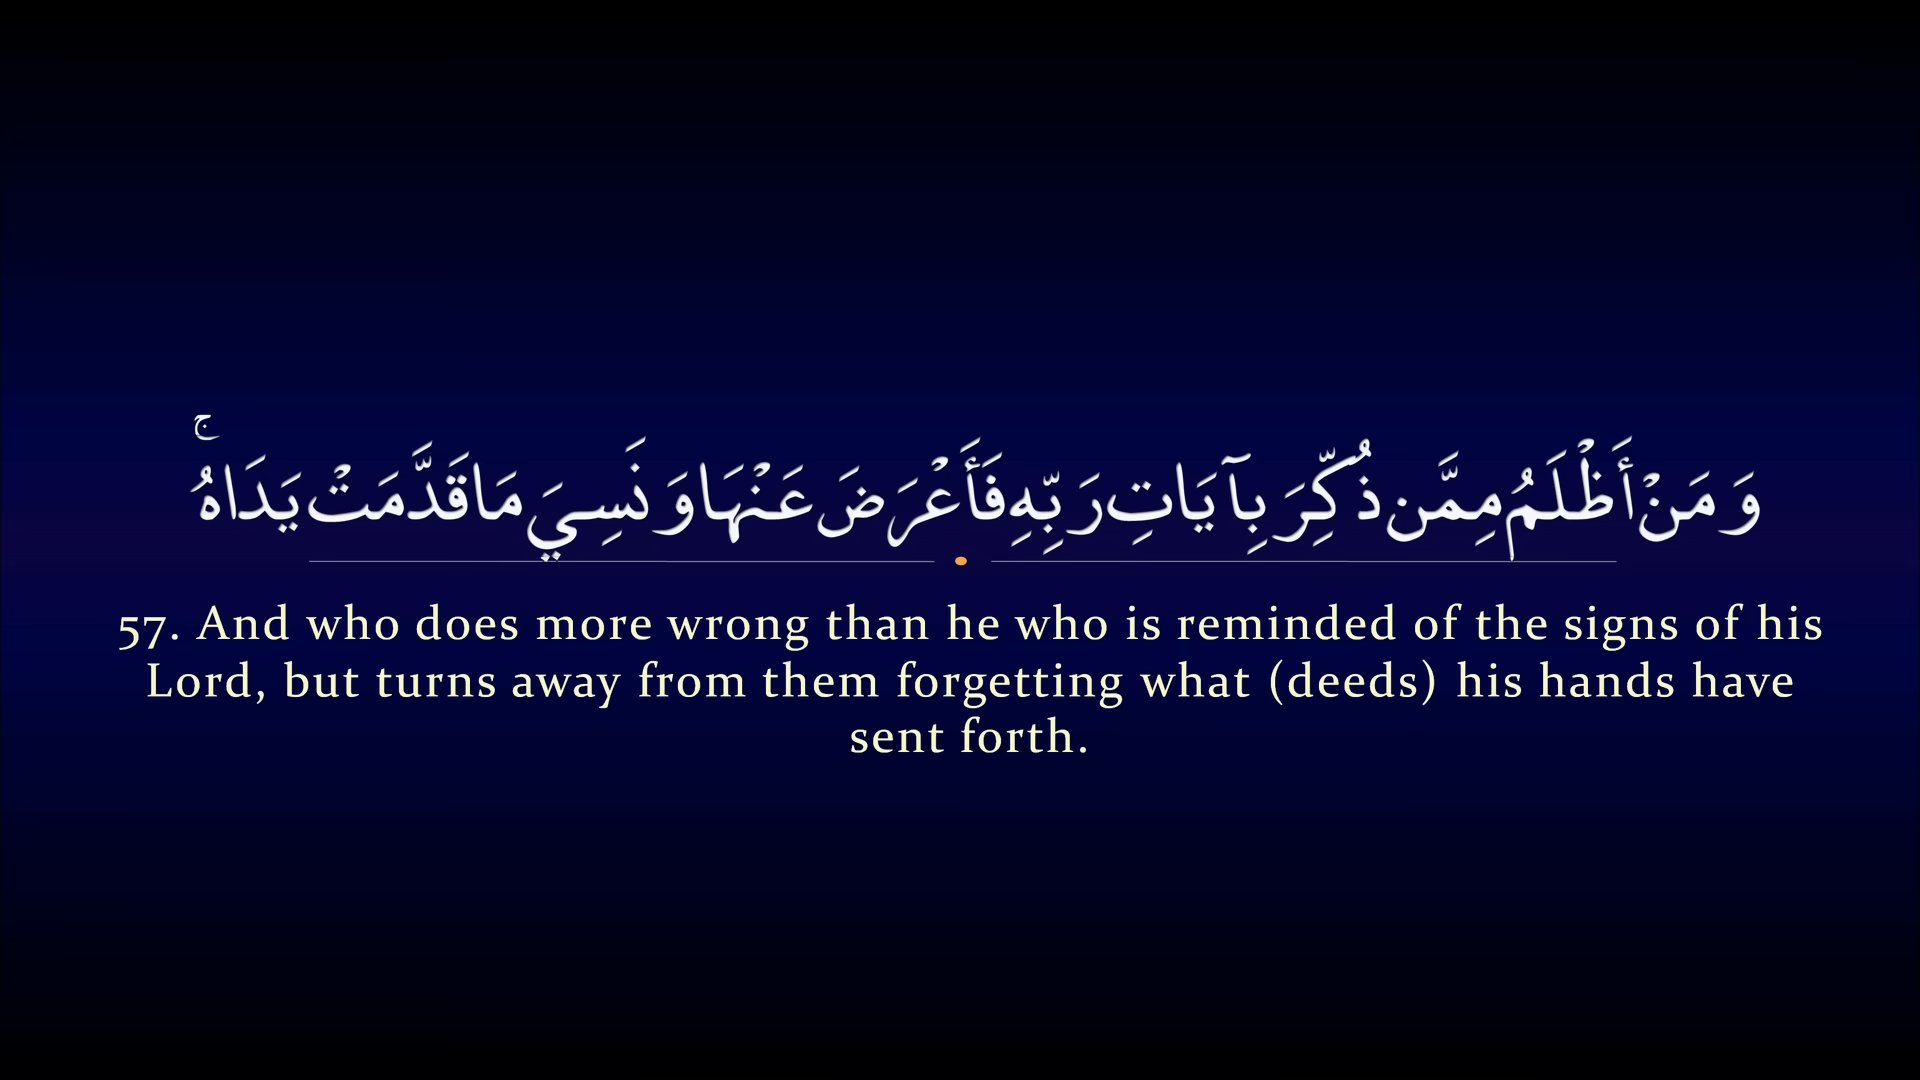 وَمَنْ أَظْلَمُ مِمَّن ذُكِّرَ بِآيَاتِ رَبِّهِ فَأَعْرَضَ عَنْهَا وَنَسِيَ مَا قَدَّمَتْ يَدَاهُ ۚ
57. And who does more wrong than he who is reminded of the signs of his
Lord, but turns away from them forgetting what (deeds) his hands have
sent forth.